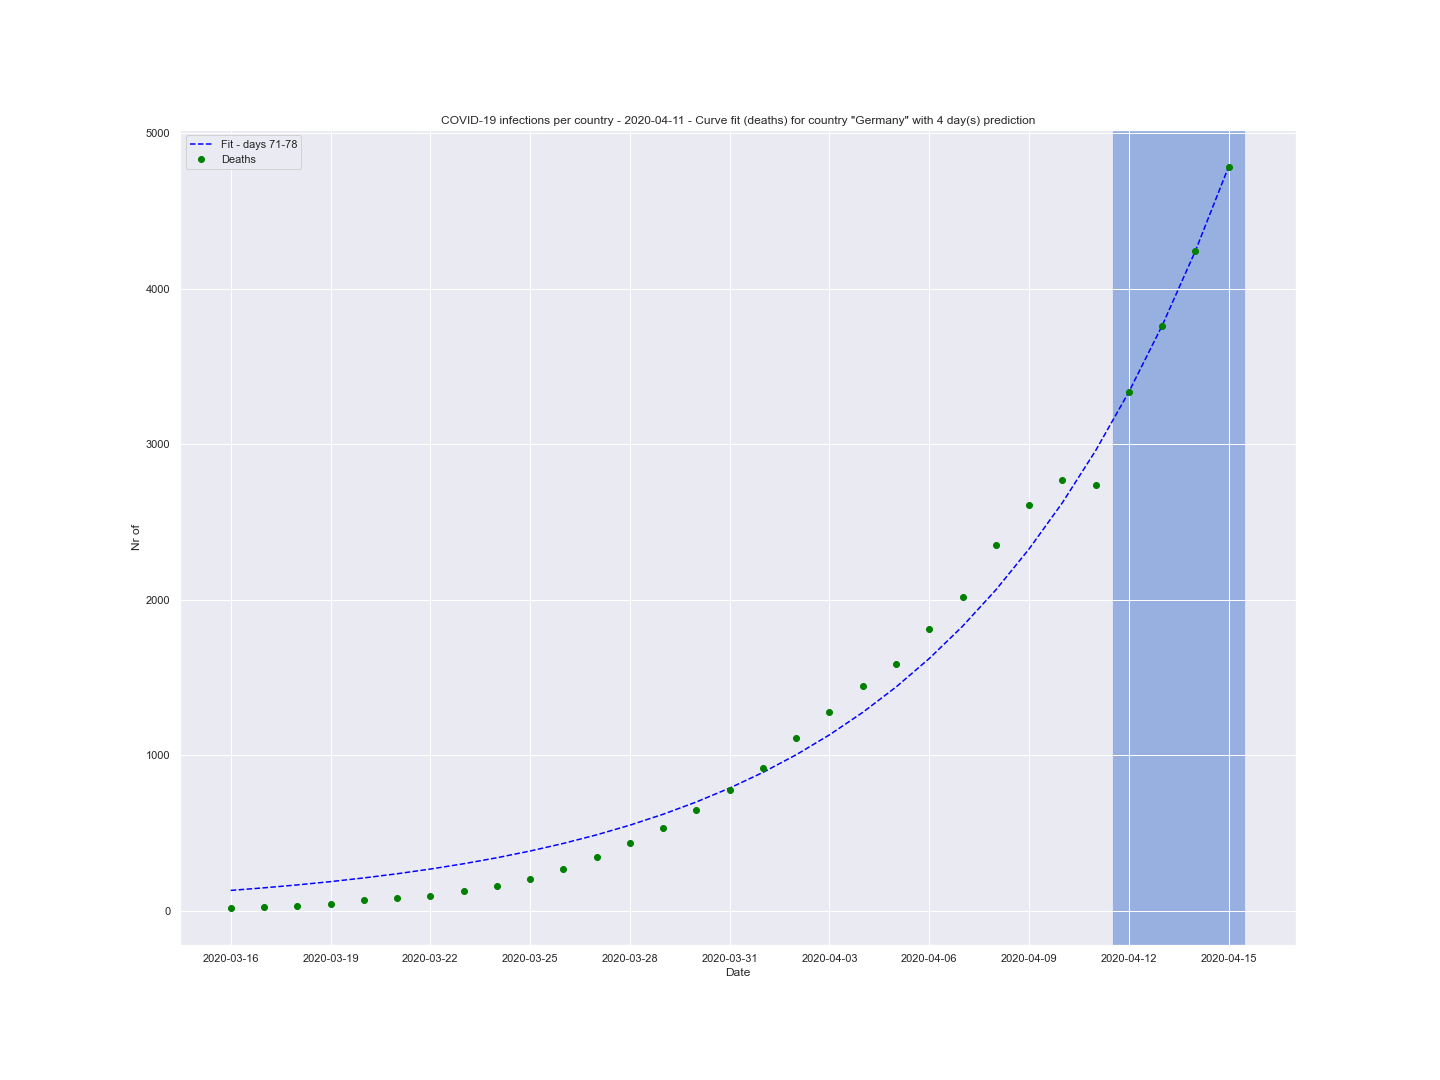 COVID-19 infections per country - 2020-04-11 - Curve fit (deaths) for country "Germany" with 4 day(s) prediction
Fit - days 71-78
Deaths
5000
4000
3000
2000
1000
0
Nr of
2020-03-16 2020-03-19 2020-03-22 2020-03-25 2020-03-28 2020-03-31 2020-04-03 2020-04-06 2020-04-09 2020-04-12 2020-04-15
Date